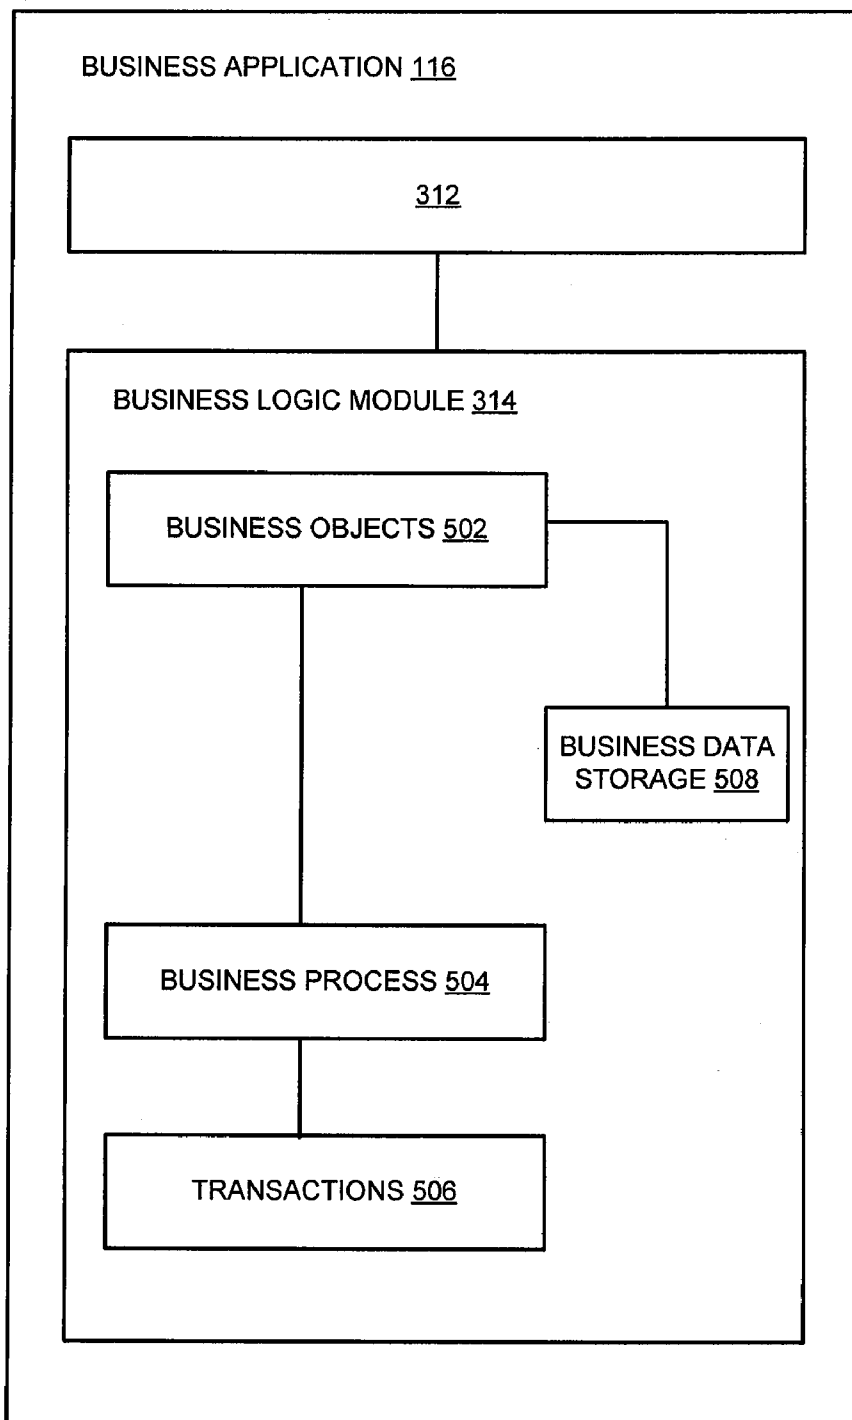 BUSINESS APPLICATION 116
312
BUSINESS LOGIC MODULE 314
BUSINESS OBJECTS 502
BUSINESS DATA
STORAGE 508
BUSINESS PROCESS 504
TRANSACTIONS 506